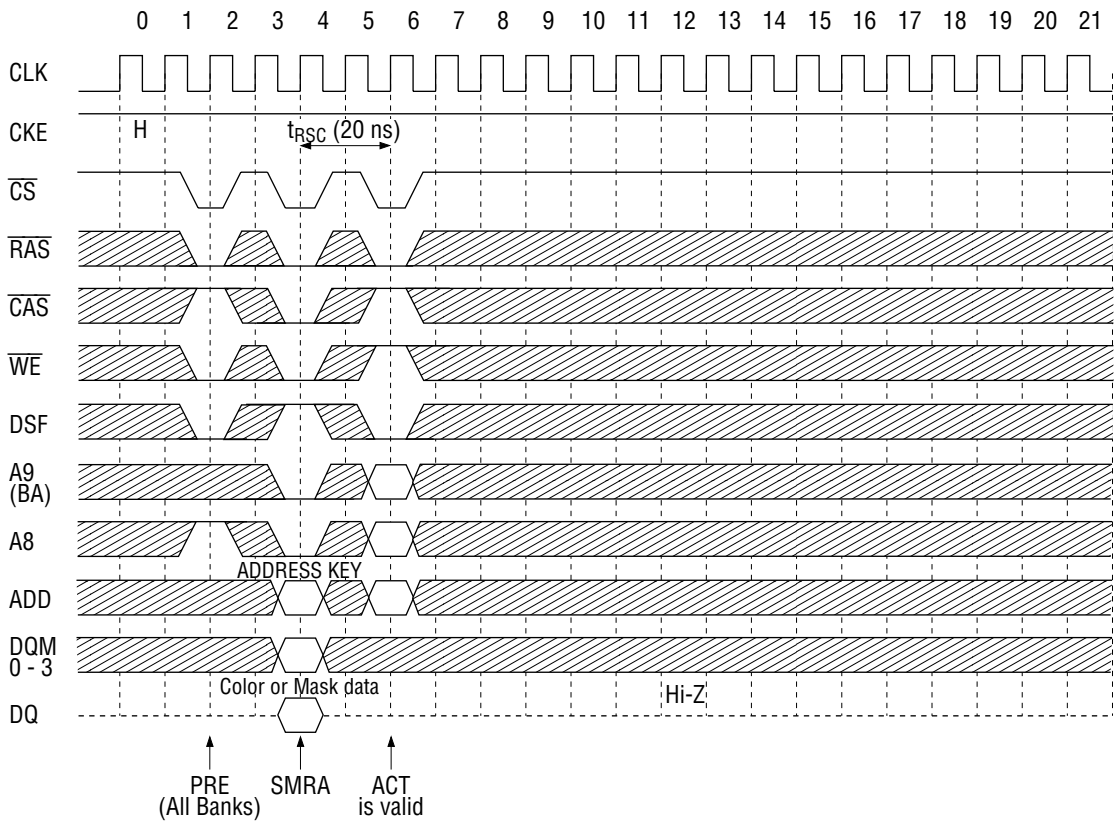 0 1 2 3 4 5 6 7 8 9 10 11 12 13 14 15 16 17 18 19 20 21
CLK
CKE H tRSC (20 ns)
CS
RAS
CAS
WE
DSF
A9
(BA)
A8
ADDRESS KEY
ADD
DQM
0 - 3
Color or Mask data
Hi-Z
DQ
PRE SMRA ACT
(All Banks) is valid